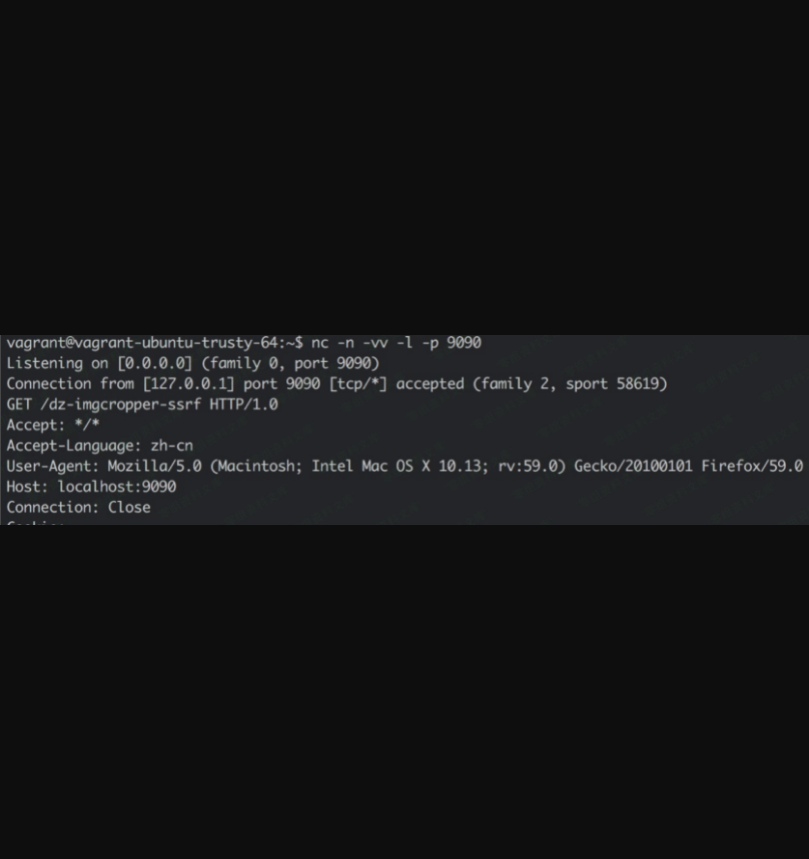 vagrant@vagrant-ubuntu-trusty-64:~$ nc -n -vv -l -p 9090
Listening on [0.0.0.0] (family 0, port 9090)
Connection from [127.0.0.1] port 9090 [tcp/*] accepted (family 2, sport 58619)
GET /dz-imgcropper-ssrf HTTP/1.0
Accept: */*
Accept-Language: zh-cn
User-Agent: Mozilla/5.0 (Macintosh; Intel Mac OS X 10.13; rv:59.0) Gecko/20100101 Firefox/59.0
Host: localhost:9090
Connection: Close